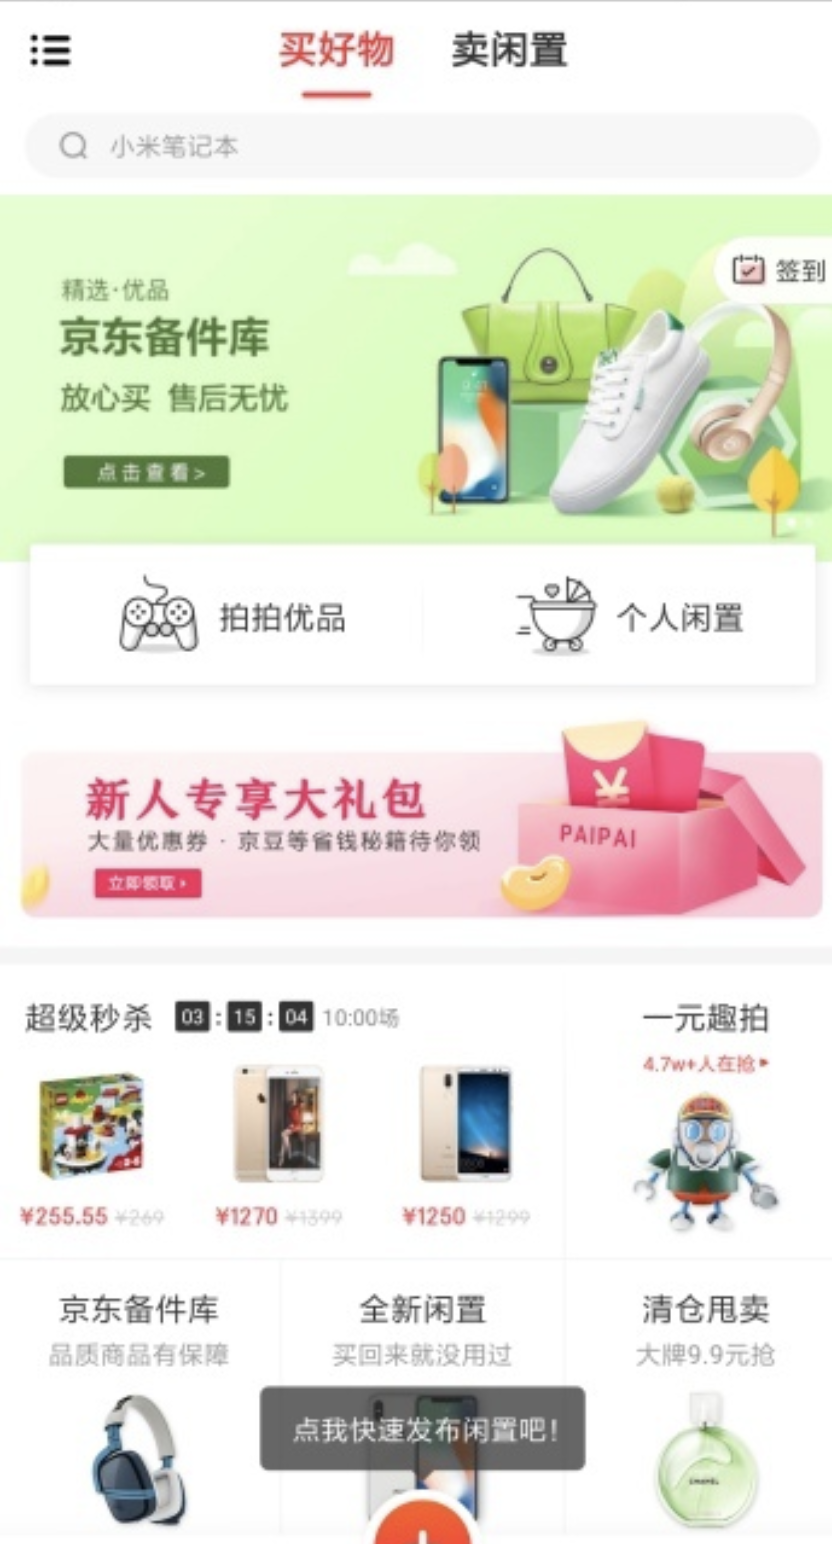 买好物 卖闲置
小米笔记本
签到
精选·优品
京东备件库
放心买 售后无忧
点击查看>
拍拍优品 个人闲置
新人专享大礼包
大量优惠券 · 京豆等省钱秘籍待你领
立即领取
PAIPAI
超级秒杀 03:15:04 10:00场
¥255.55 ¥269 ¥1270 ¥1399 ¥1250 ¥1299
一元趣拍
4.7w+人在抢
京东备件库 全新闲置 清仓甩卖
品质商品有保障 买回来就没用过 大牌9.9元抢
点我快速发布闲置吧！
CHANEL